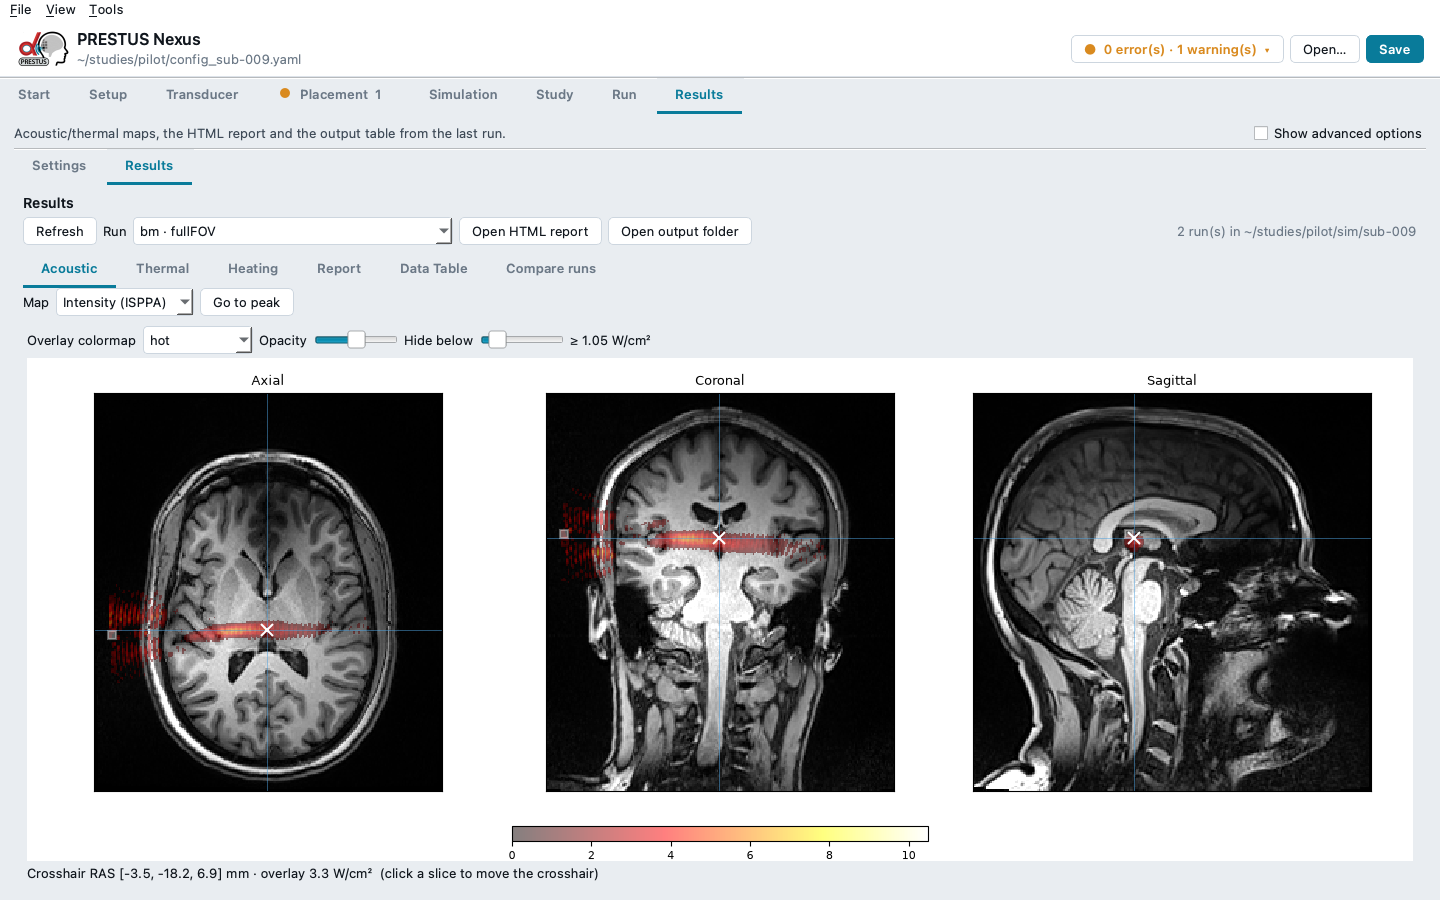 File View Tools
PRESTUS Nexus
~/studies/pilot/config_sub-009.yaml
PRESTUS
0 error(s) · 1 warning(s)
Open...
Save
Start Setup Transducer Placement 1 Simulation Study Run Results
Acoustic/thermal maps, the HTML report and the output table from the last run.
Show advanced options
Settings Results
Results
Refresh Run bm · fullFOV Open HTML report Open output folder 2 run(s) in ~/studies/pilot/sim/sub-009
Acoustic Thermal Heating Report Data Table Compare runs
Map Intensity (ISPPA) Go to peak
Overlay colormap hot Opacity Hide below ≥ 1.05 W/cm²
Axial Coronal Sagittal
0 2 4 6 8 10
Crosshair RAS [-3.5, -18.2, 6.9] mm · overlay 3.3 W/cm² (click a slice to move the crosshair)